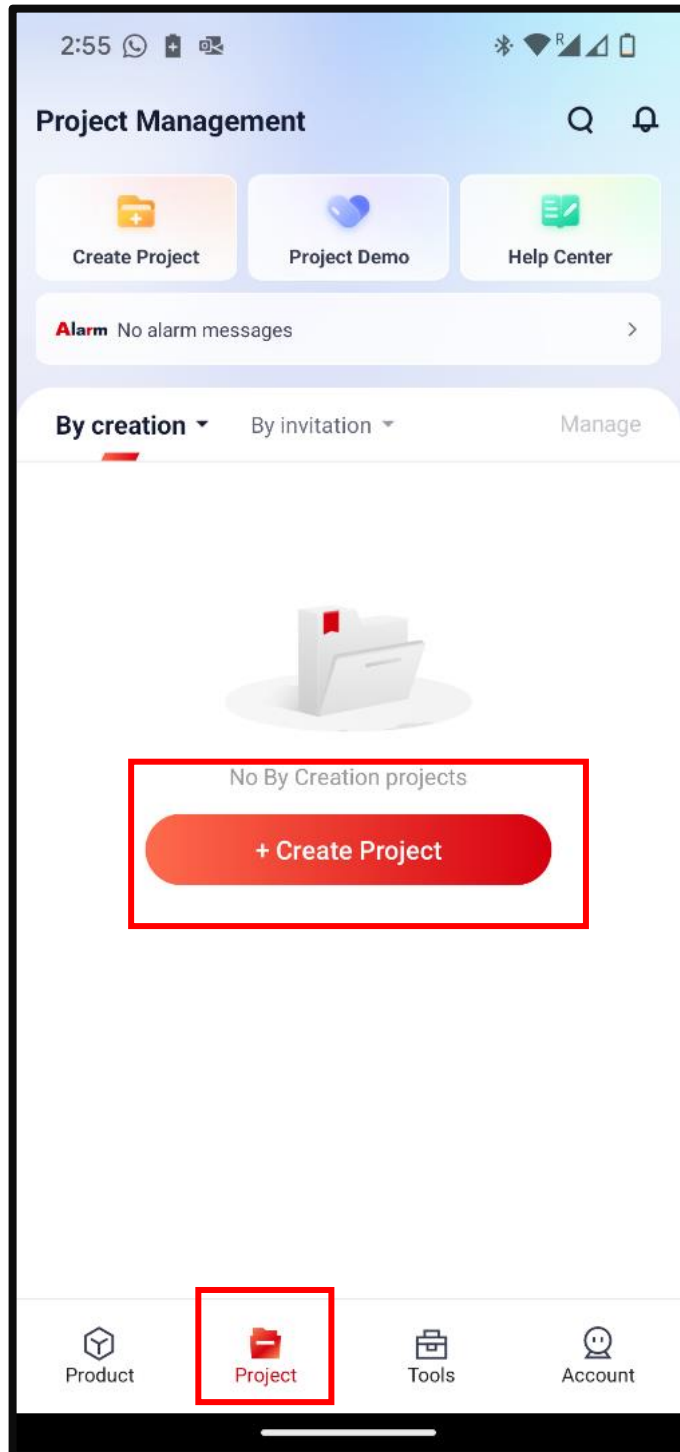 2:55
R
Project Management
Create Project
Project Demo
Help Center
Alarm No alarm messages
By creation
By invitation
Manage
No By Creation projects
+ Create Project
Product
Project
Tools
Account